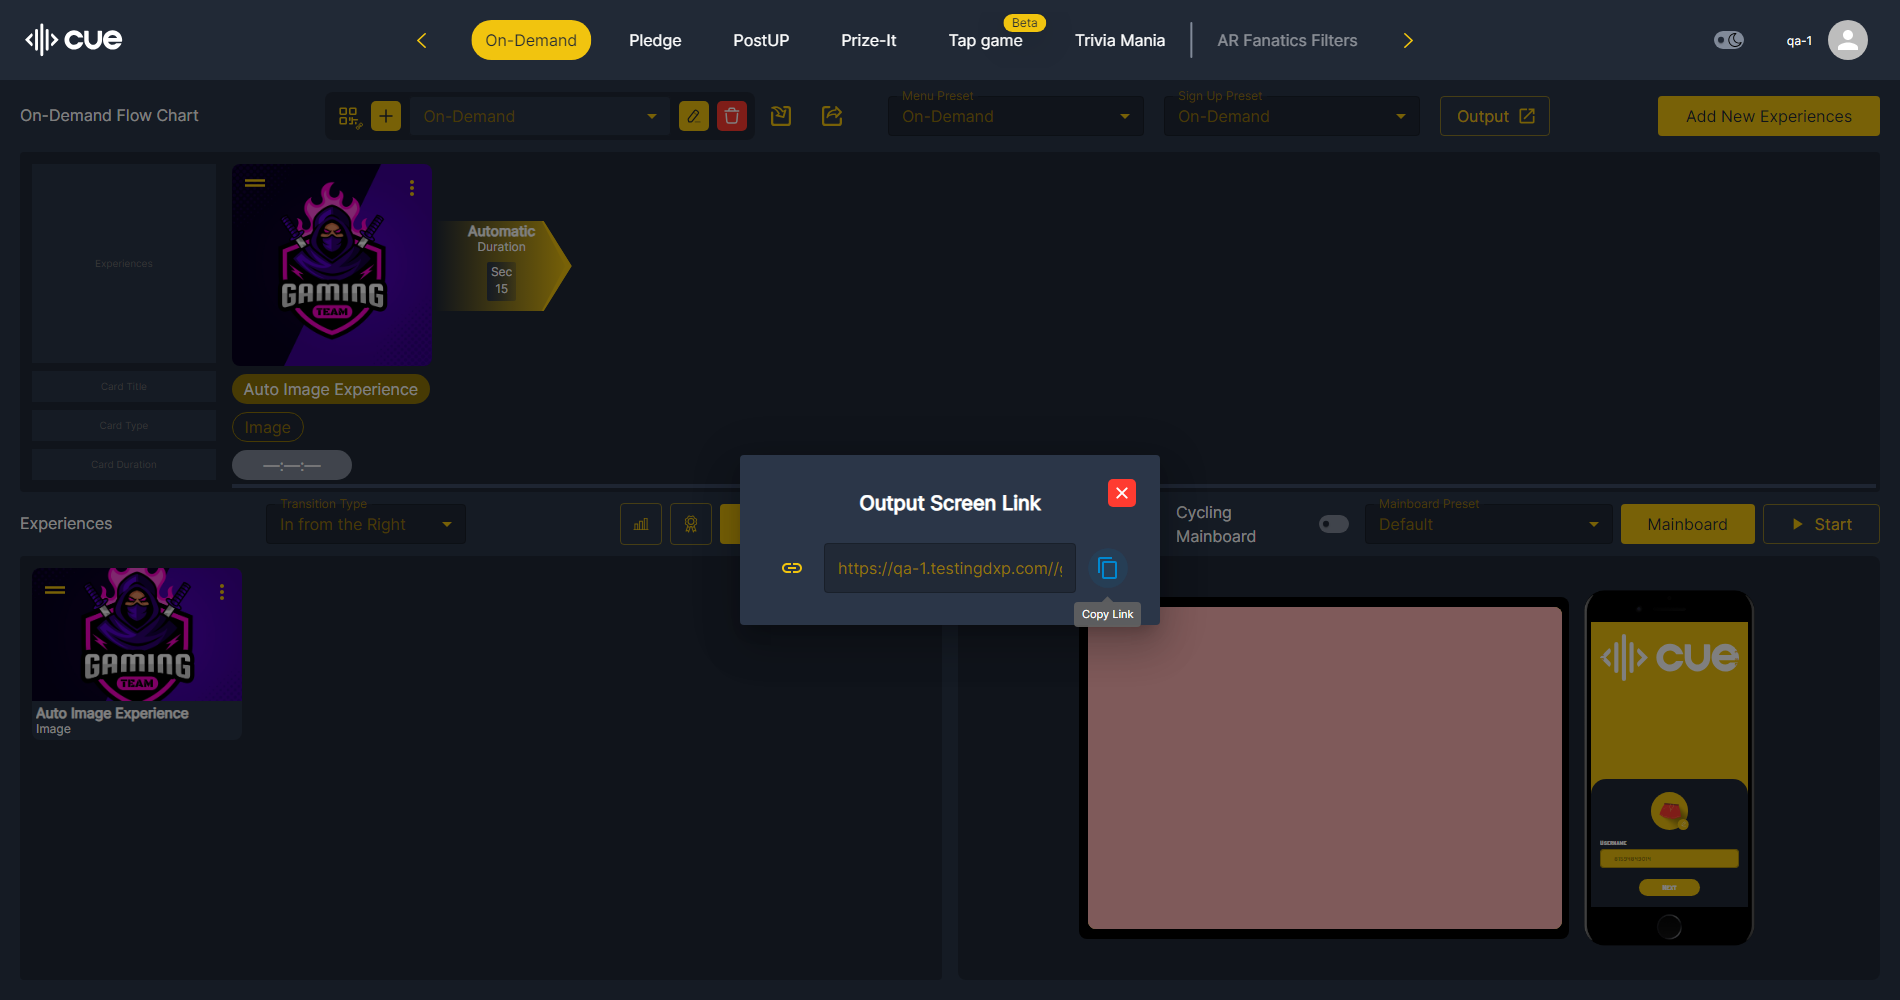 cue
On-Demand
Pledge
PostUP
Prize-It
Beta
Tap game
Trivia Mania
AR Fanatics Filters
qa-1
On-Demand Flow Chart
On-Demand
Menu Preset
On-Demand
Sign Up Preset
On-Demand
Output
Add New Experiences
Experiences
GAMING
TEAM
Automatic
Duration
Sec
15
Card Title
Auto Image Experience
Card Type
Image
Card Duration
—:—:—
Output Screen Link
https://qa-1.testingdxp.com//g
Copy Link
Experiences
Transition Type
In from the Right
Cycling
Mainboard
Mainboard Preset
Default
Mainboard
Start
GAMING
TEAM
Auto Image Experience
Image
cue
Username
NEXT